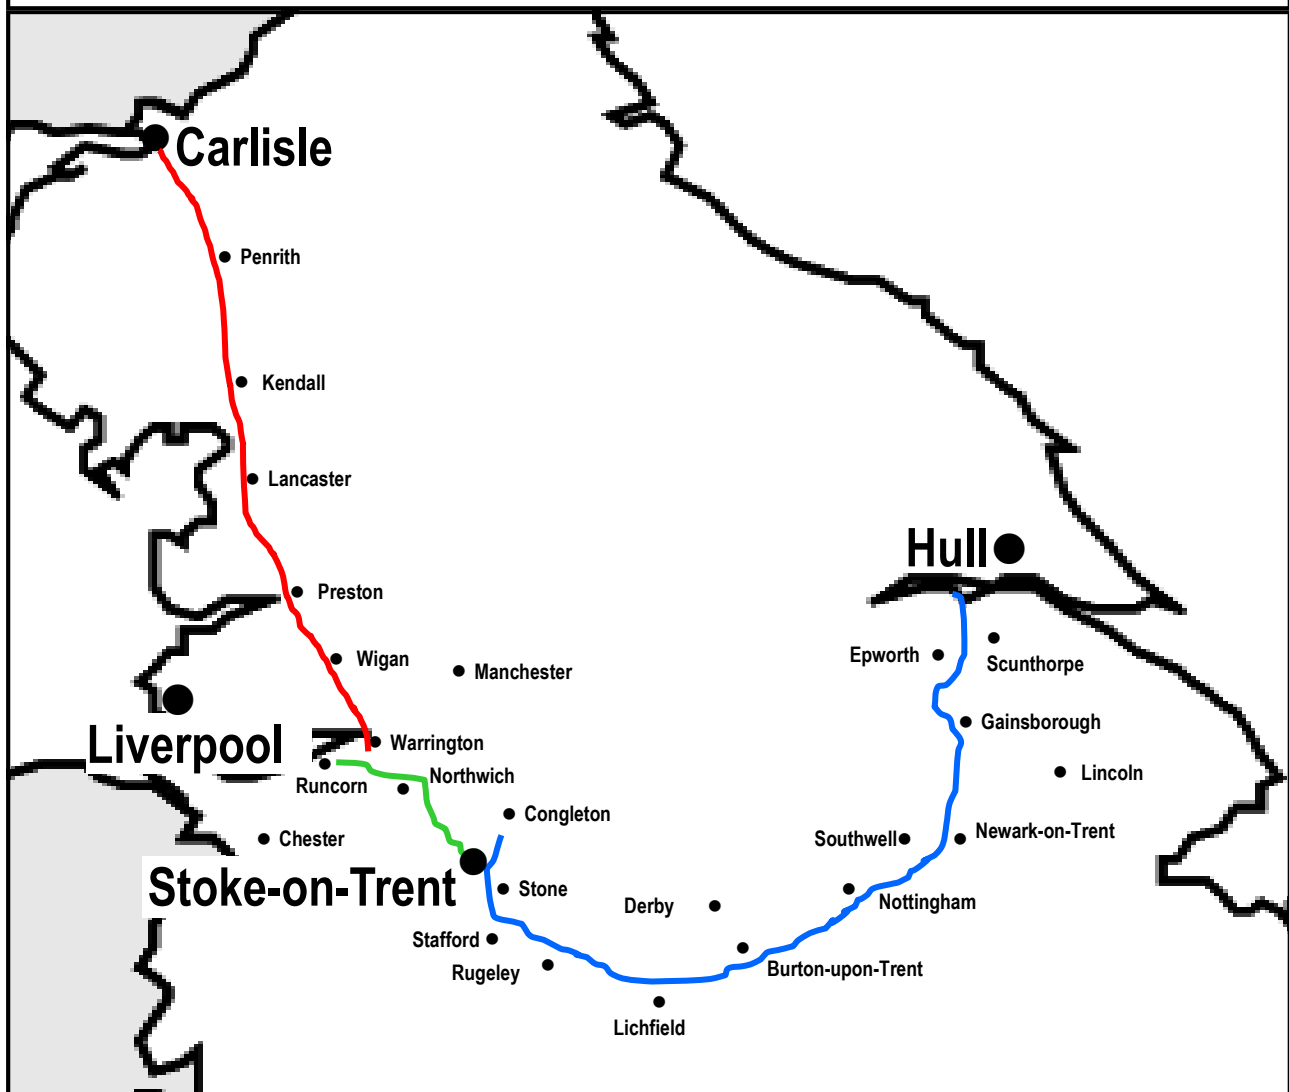 Carlisle
Penrith
Kendall
Lancaster
Hull
Preston
Epworth
Scunthorpe
Wigan
Manchester
Gainsborough
Liverpool
Warrington
Lincoln
Runcorn
Northwich
Congleton
Chester
Southwell
Newark-on-Trent
Stoke-on-Trent
Stone
Derby
Nottingham
Stafford
Rugeley
Burton-upon-Trent
Lichfield